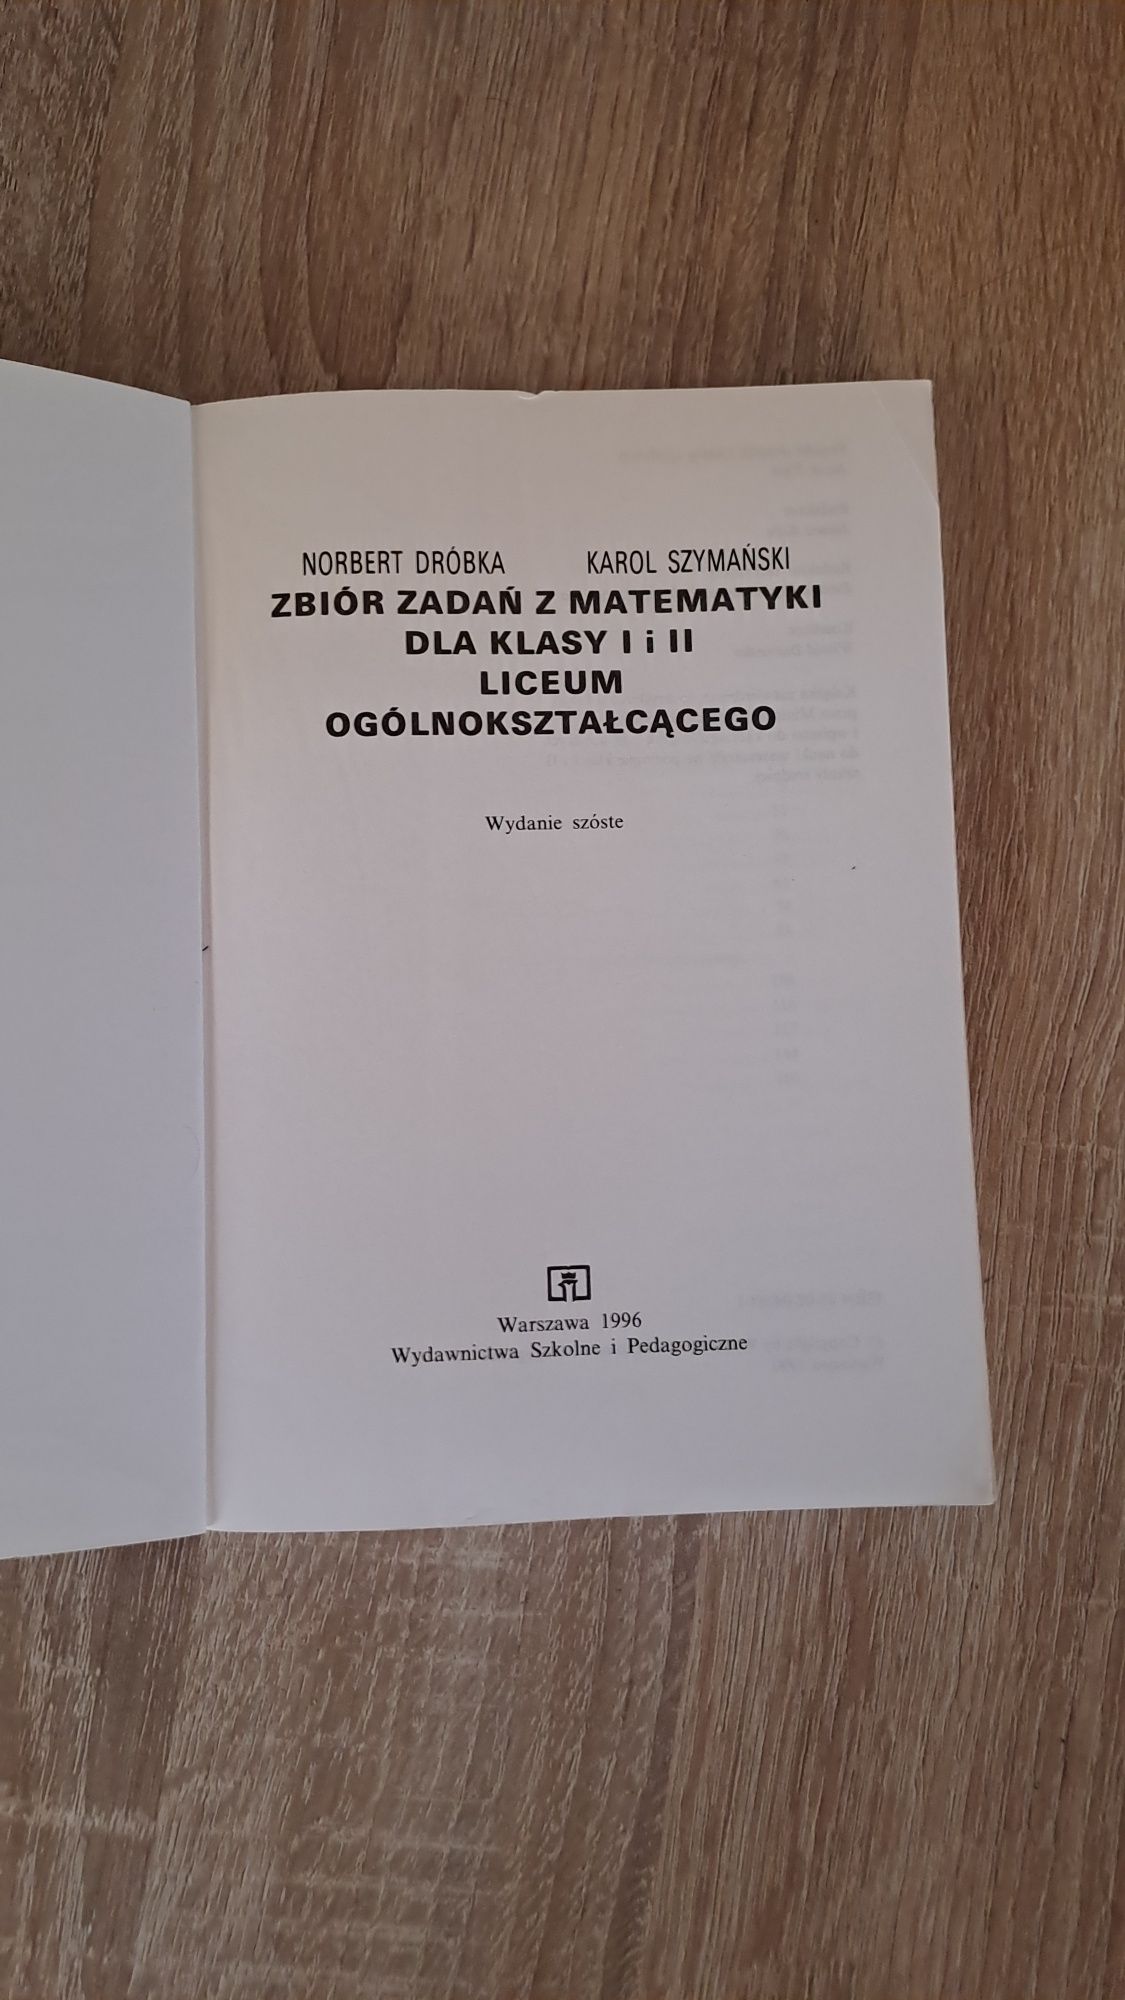 NORBERT DRÓBKA KAROL SZYMAŃSKI
ZBIÓR ZADAŃ Z MATEMATYKI
DLA KLASY I i II
LICEUM
OGÓLNOKSZTAŁCĄCEGO
Wydanie szóste
Warszawa 1996
Wydawnictwa Szkolne i Pedagogiczne